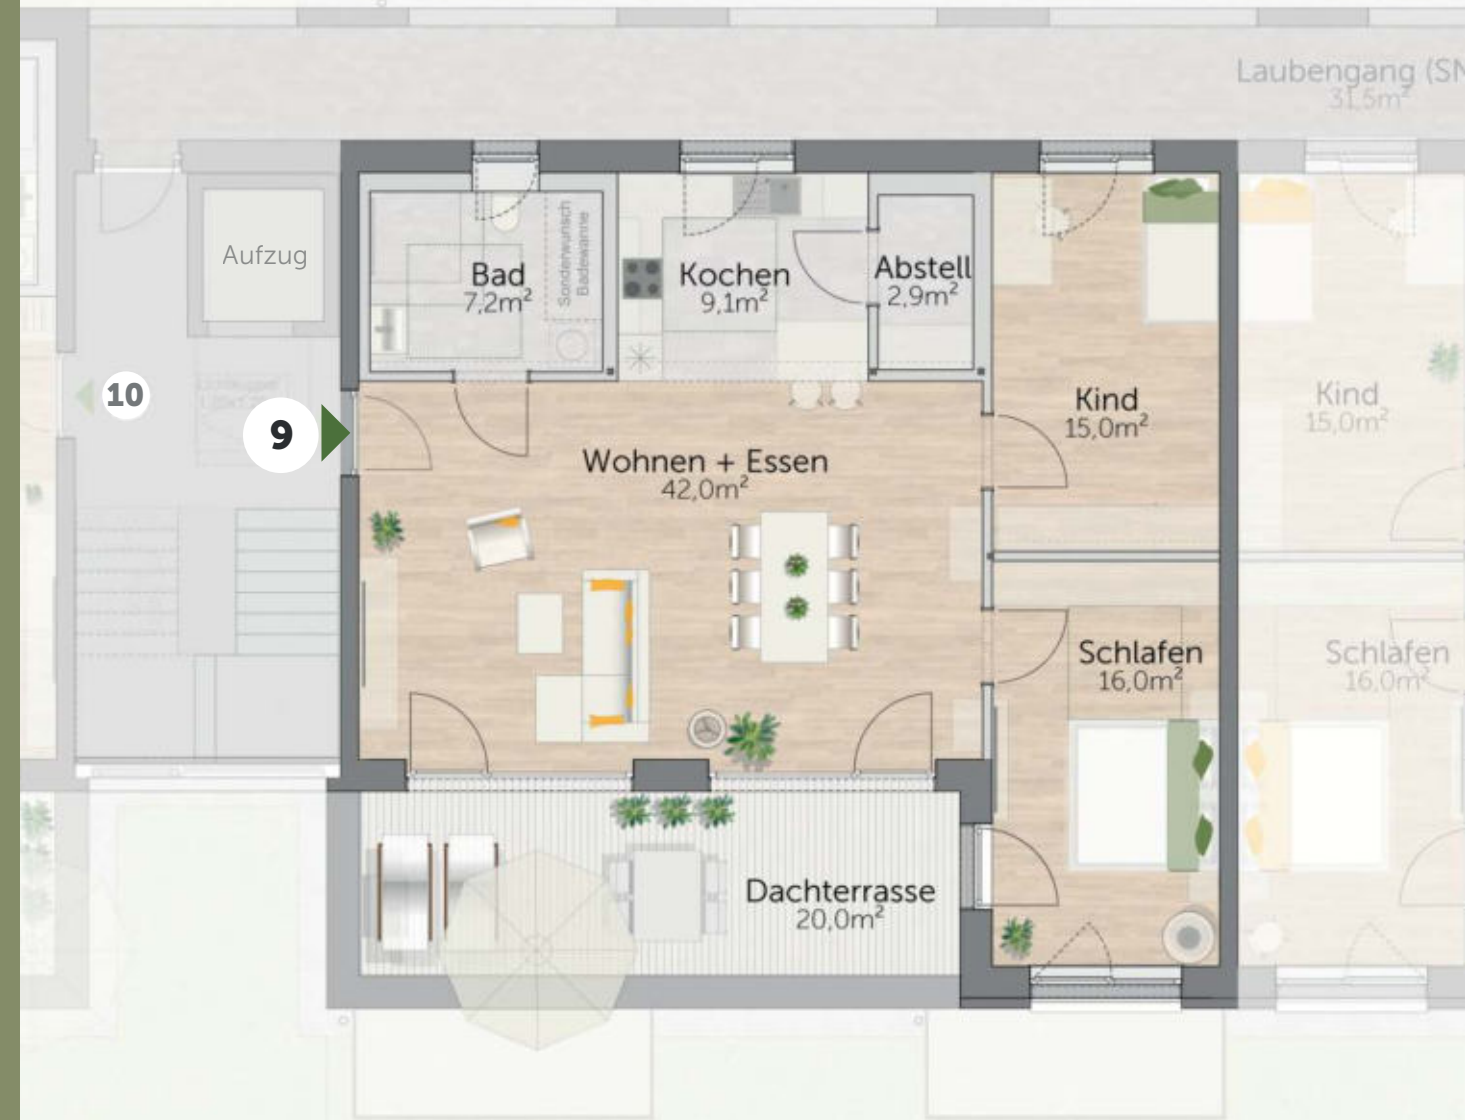 Laubengang (SN
31,5m²
Aufzug
Bad
7,2m²
Sonderwunsch
Badewanne
Kochen
9,1m²
Abstell
2,9m²
10
9
Kind
15,0m²
Kind
15,0m²
Wohnen + Essen
42,0m²
Schlafen
16,0m²
Schlafen
16,0m²
Dachterrasse
20,0m²